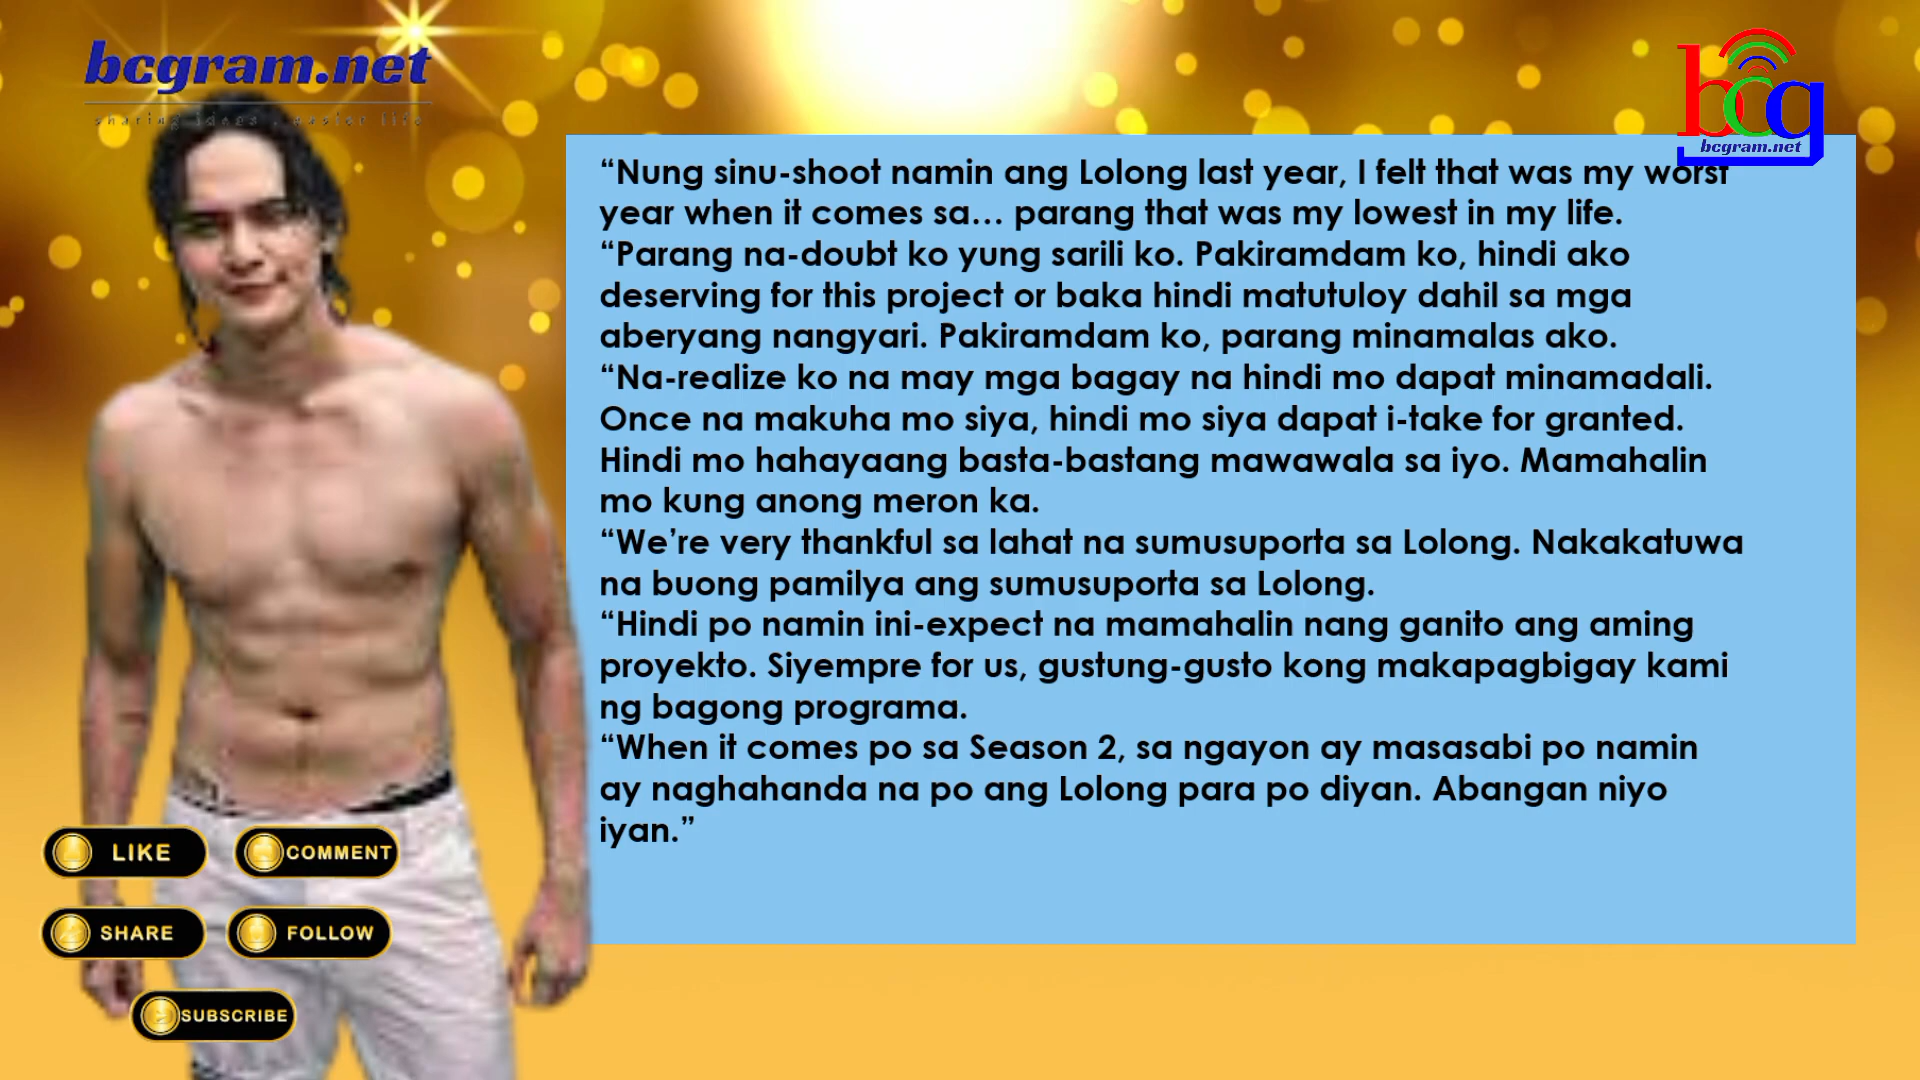 bcgram.net
sharing ideas , easier life
bcg
bcgram.net
“Nung sinu-shoot namin ang Lolong last year, I felt that was my worst
year when it comes sa… parang that was my lowest in my life.
“Parang na-doubt ko yung sarili ko. Pakiramdam ko, hindi ako
deserving for this project or baka hindi matutuloy dahil sa mga
aberyang nangyari. Pakiramdam ko, parang minamalas ako.
“Na-realize ko na may mga bagay na hindi mo dapat minamadali.
Once na makuha mo siya, hindi mo siya dapat i-take for granted.
Hindi mo hahayaang basta-bastang mawawala sa iyo. Mamahalin
mo kung anong meron ka.
“We’re very thankful sa lahat na sumusuporta sa Lolong. Nakakatuwa
na buong pamilya ang sumusuporta sa Lolong.
“Hindi po namin ini-expect na mamahalin nang ganito ang aming
proyekto. Siyempre for us, gustung-gusto kong makapagbigay kami
ng bagong programa.
“When it comes po sa Season 2, sa ngayon ay masasabi po namin
ay naghahanda na po ang Lolong para po diyan. Abangan niyo
iyan.”
LIKE
COMMENT
SHARE
FOLLOW
SUBSCRIBE